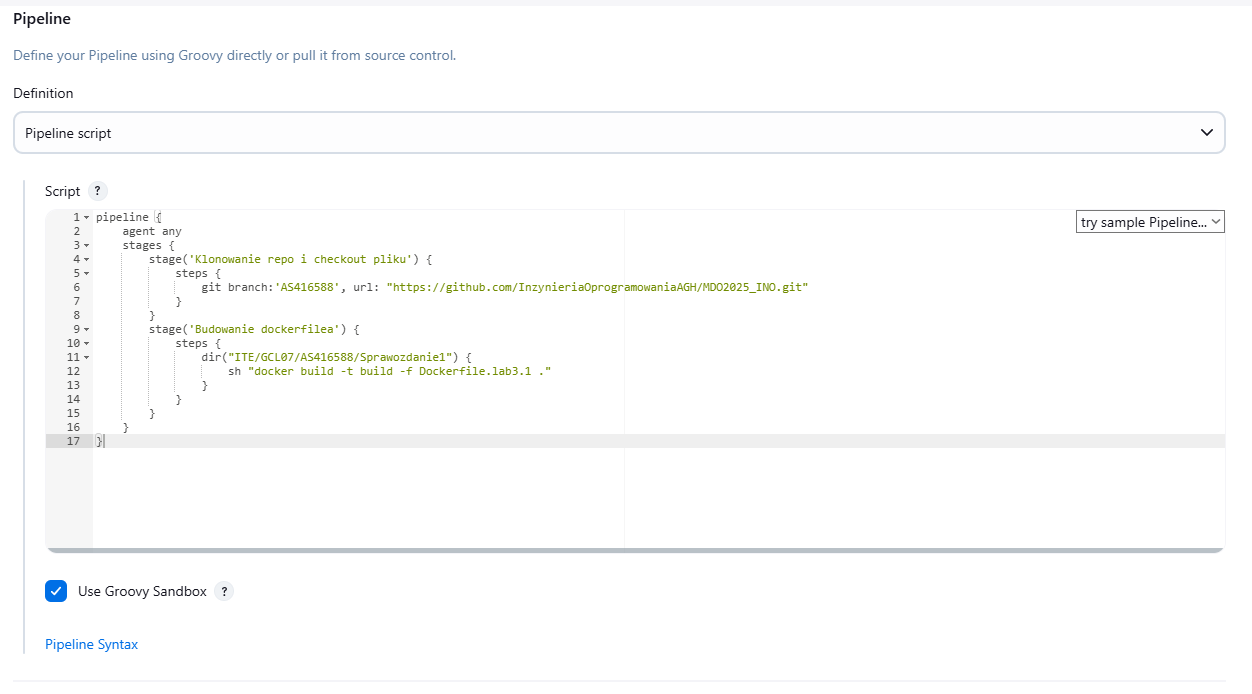 Pipeline
Define your Pipeline using Groovy directly or pull it from source control.
Definition
Pipeline script
Script ?
try sample Pipeline...
1 pipeline {
2     agent any
3     stages {
4         stage('Klonowanie repo i checkout pliku') {
5             steps {
6                 git branch:'AS416588', url: "https://github.com/InzynieriaOprogramowaniaAGH/MDO2025_INO.git"
7             }
8         }
9         stage('Budowanie dockerfilea') {
10             steps {
11                 dir("ITE/GCL07/AS416588/Sprawozdanie1") {
12                     sh "docker build -t build -f Dockerfile.lab3.1 ."
13                 }
14             }
15         }
16     }
17 }
Use Groovy Sandbox ?
Pipeline Syntax